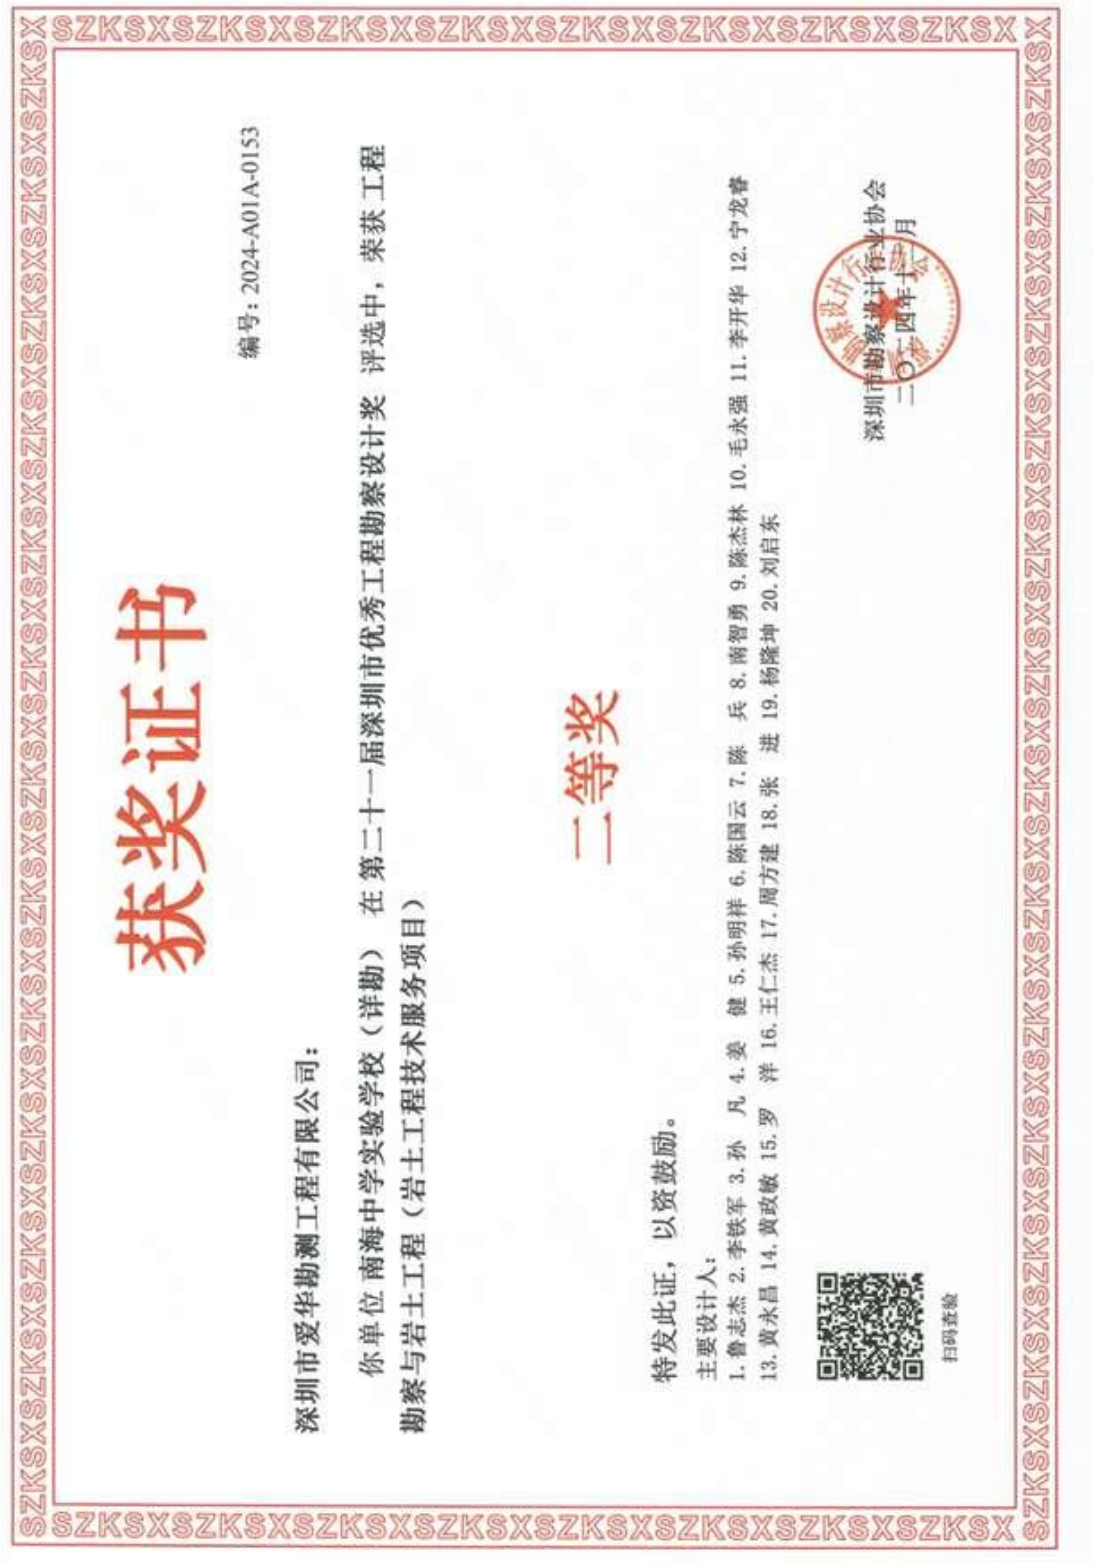 获奖证书
编号：2024-A01A-0153
深圳市爱华勘测工程有限公司：
你单位 南海中学实验学校（详勘） 在 第二十一届深圳市优秀工程勘察设计奖 评选中，荣获 工程
勘察与岩土工程（岩土工程技术服务项目）
二等奖
特发此证，以资鼓励。
主要设计人：
1. 鲁志杰 2. 李铁军 3. 孙 凡 4. 姜 健 5. 孙明祥 6. 陈国云 7. 陈 兵 8. 南智勇 9. 陈杰林 10. 毛永强 11. 李开华 12. 宁龙睿
13. 黄永昌 14. 黄政敏 15. 罗 洋 16. 王仁杰 17. 周方建 18. 张 进 19. 杨隆坤 20. 刘启东
深圳市勘察设计行业协会
二〇二四年十一月
扫码查验
SZKSXSZKSXSZKSXSZKSXSZKSXSZKSXSZKSXSZKSX